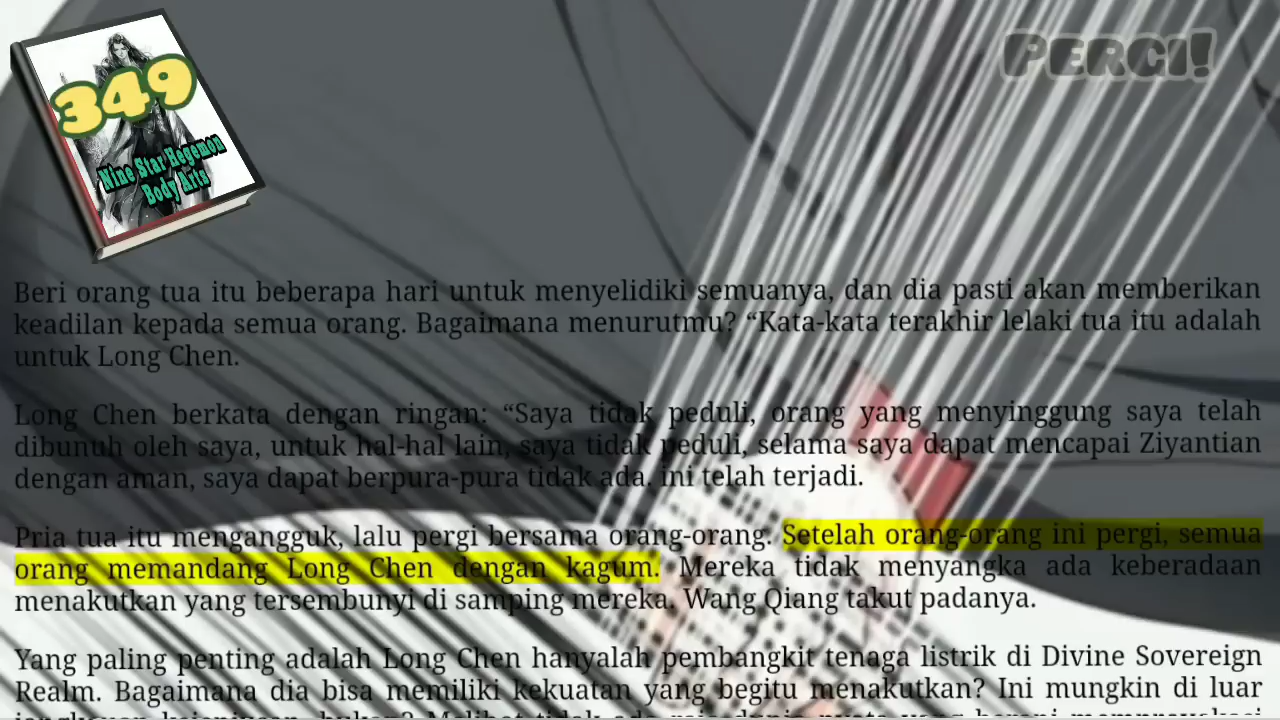 349
Nine Star Hegemon
Body Arts
PERGI!
Beri orang tua itu beberapa hari untuk menyelidiki semuanya, dan dia pasti akan memberikan
keadilan kepada semua orang. Bagaimana menurutmu? “Kata-kata terakhir lelaki tua itu adalah
untuk Long Chen.
Long Chen berkata dengan ringan: “Saya tidak peduli, orang yang menyinggung saya telah
dibunuh oleh saya, untuk hal-hal lain, saya tidak peduli, selama saya dapat mencapai Ziyantian
dengan aman, saya dapat berpura-pura tidak ada. ini telah terjadi.
Pria tua itu mengangguk, lalu pergi bersama orang-orang. Setelah orang-orang ini pergi, semua
orang memandang Long Chen dengan kagum. Mereka tidak menyangka ada keberadaan
menakutkan yang tersembunyi di samping mereka. Wang Qiang takut padanya.
Yang paling penting adalah Long Chen hanyalah pembangkit tenaga listrik di Divine Sovereign
Realm. Bagaimana dia bisa memiliki kekuatan yang begitu menakutkan? Ini mungkin di luar